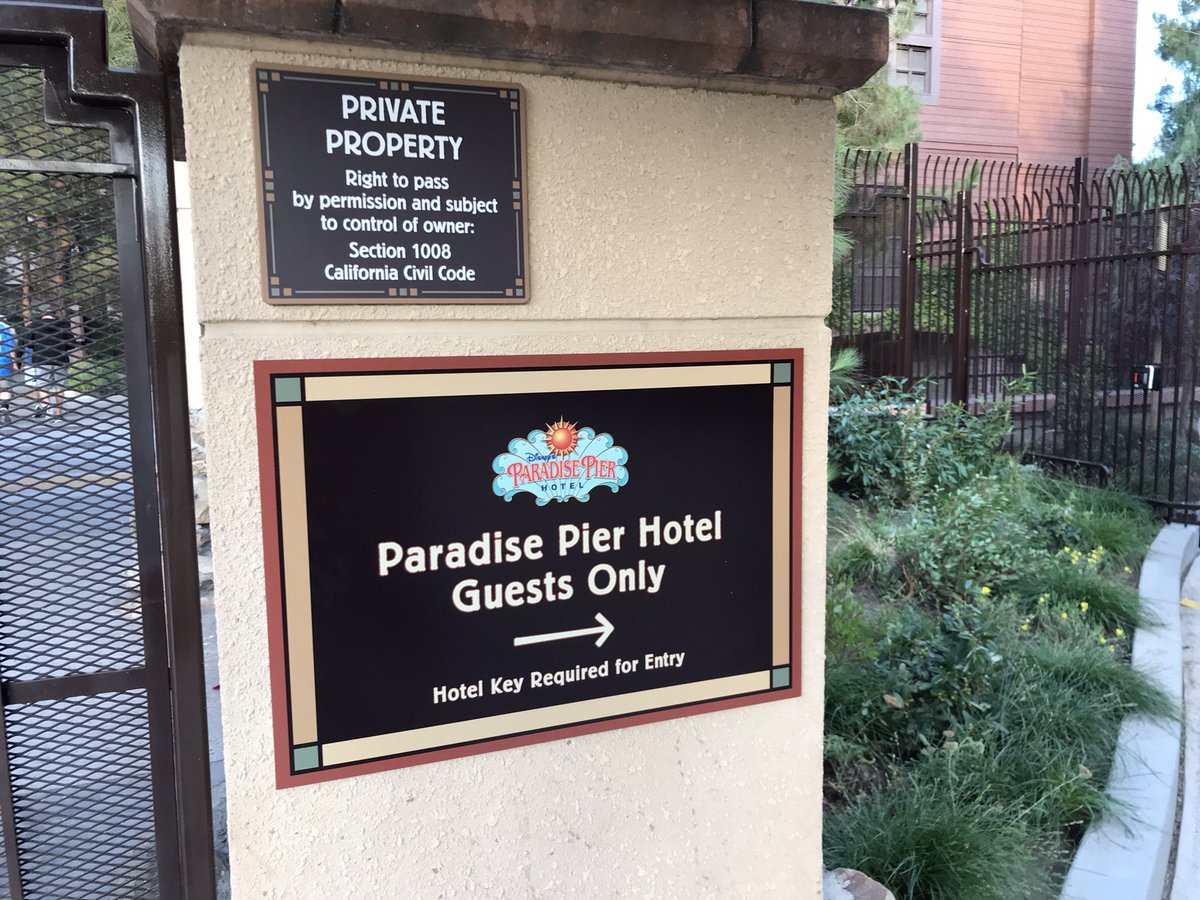 PRIVATE
PROPERTY
Right to pass
by permission and subject
to control of owner:
Section 1008
California Civil Code
DISNEY'S
PARADISE PIER
HOTEL
Paradise Pier Hotel
Guests Only
Hotel Key Required for Entry